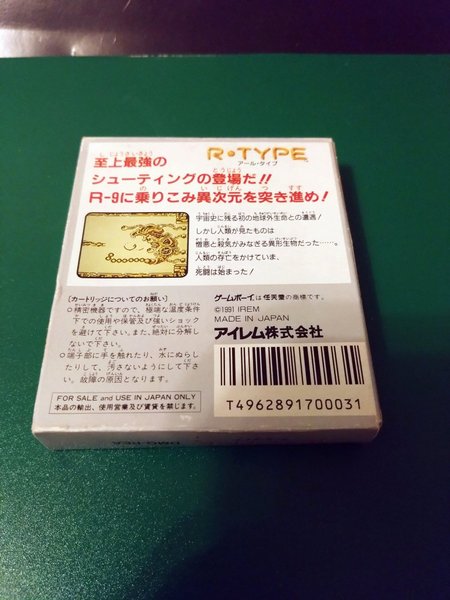 R・TYPE
アール・タイプ
至上最強の
シューティングの登場だ!!
R-9に乗りこみ異次元を突き進め!
宇宙史に残る初の地球外生命との遭遇!
しかし人類が見たものは
憎悪と殺気がみなぎる異形生物だった……。
人類の存亡をかけていま、
死闘は始まった!
〔カートリッジについてのお願い〕
○精密機器ですので、極端な温度条件
下での使用や保管及び強いショック
を避けて下さい。また、絶対に分解し
ないで下さい。
○端子部に手を触れたり、水にぬらし
たりして、汚さないようにして下さ
い。故障の原因となります。
FOR SALE and USE IN JAPAN ONLY
本品の輸出、使用営業及び賃貸を禁じます。
ゲームボーイは任天堂の商標です。
©1991 IREM
MADE IN JAPAN
アイレム株式会社
T4962891700031